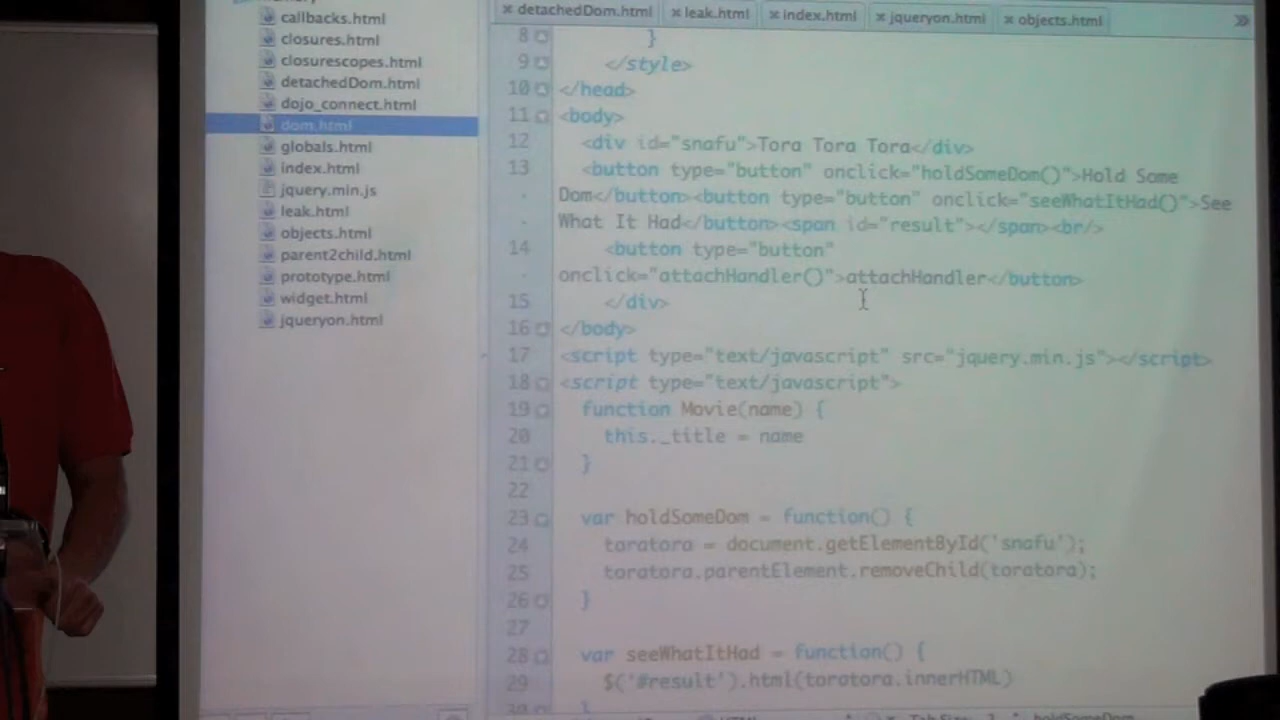 callbacks.html
closures.html
closurescopes.html
detachedDom.html
dojo_connect.html
dom.html
globals.html
index.html
jquery.min.js
leak.html
objects.html
parent2child.html
prototype.html
widget.html
jqueryon.html
× detachedDom.html × leak.html × index.html × jqueryon.html × objects.html »
8 }
9 </style>
10 </head>
11 <body>
12 <div id="snafu">Tora Tora Tora</div>
13 <button type="button" onclick="holdSomeDom()">Hold Some
Dom</button><button type="button" onclick="seeWhatItHad()">See
What It Had</button><span id="result"></span><br/>
14 <button type="button"
onclick="attachHandler()">attachHandler</button>
15 </div>
16 </body>
17 <script type="text/javascript" src="jquery.min.js"></script>
18 <script type="text/javascript">
19 function Movie(name) {
20 this._title = name
21 }
22
23 var holdSomeDom = function() {
24 toratora = document.getElementById('snafu');
25 toratora.parentElement.removeChild(toratora);
26 }
27
28 var seeWhatItHad = function() {
29 $('#result').html(toratora.innerHTML)
30 }